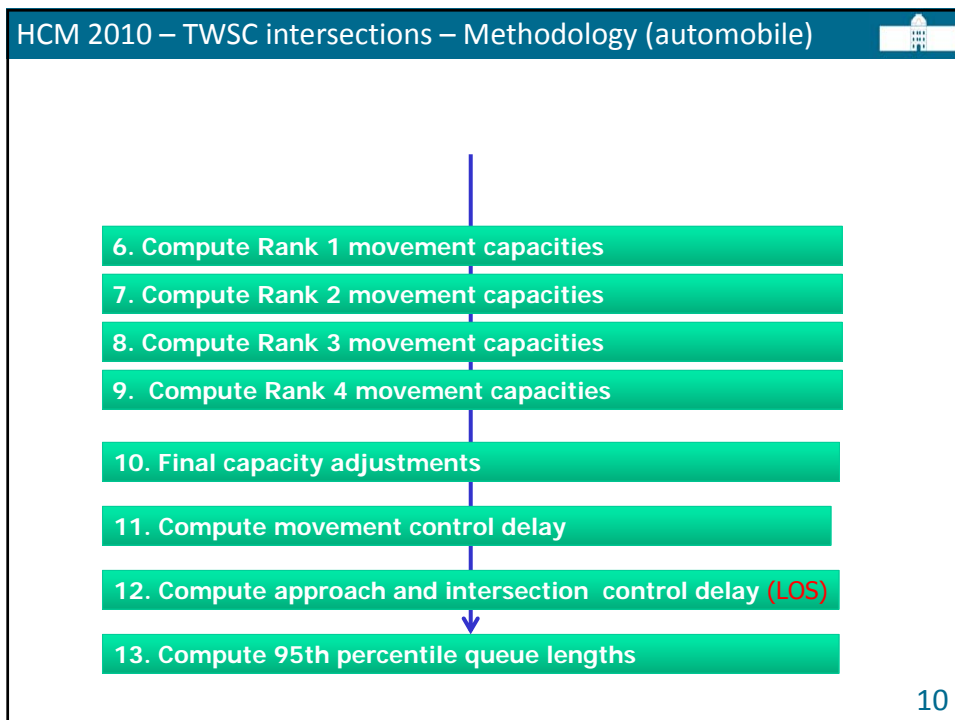 HCM 2010 – TWSC intersections – Methodology (automobile)
6. Compute Rank 1 movement capacities
7. Compute Rank 2 movement capacities
8. Compute Rank 3 movement capacities
9. Compute Rank 4 movement capacities
10. Final capacity adjustments
11. Compute movement control delay
12. Compute approach and intersection control delay (LOS)
13. Compute 95th percentile queue lengths
10